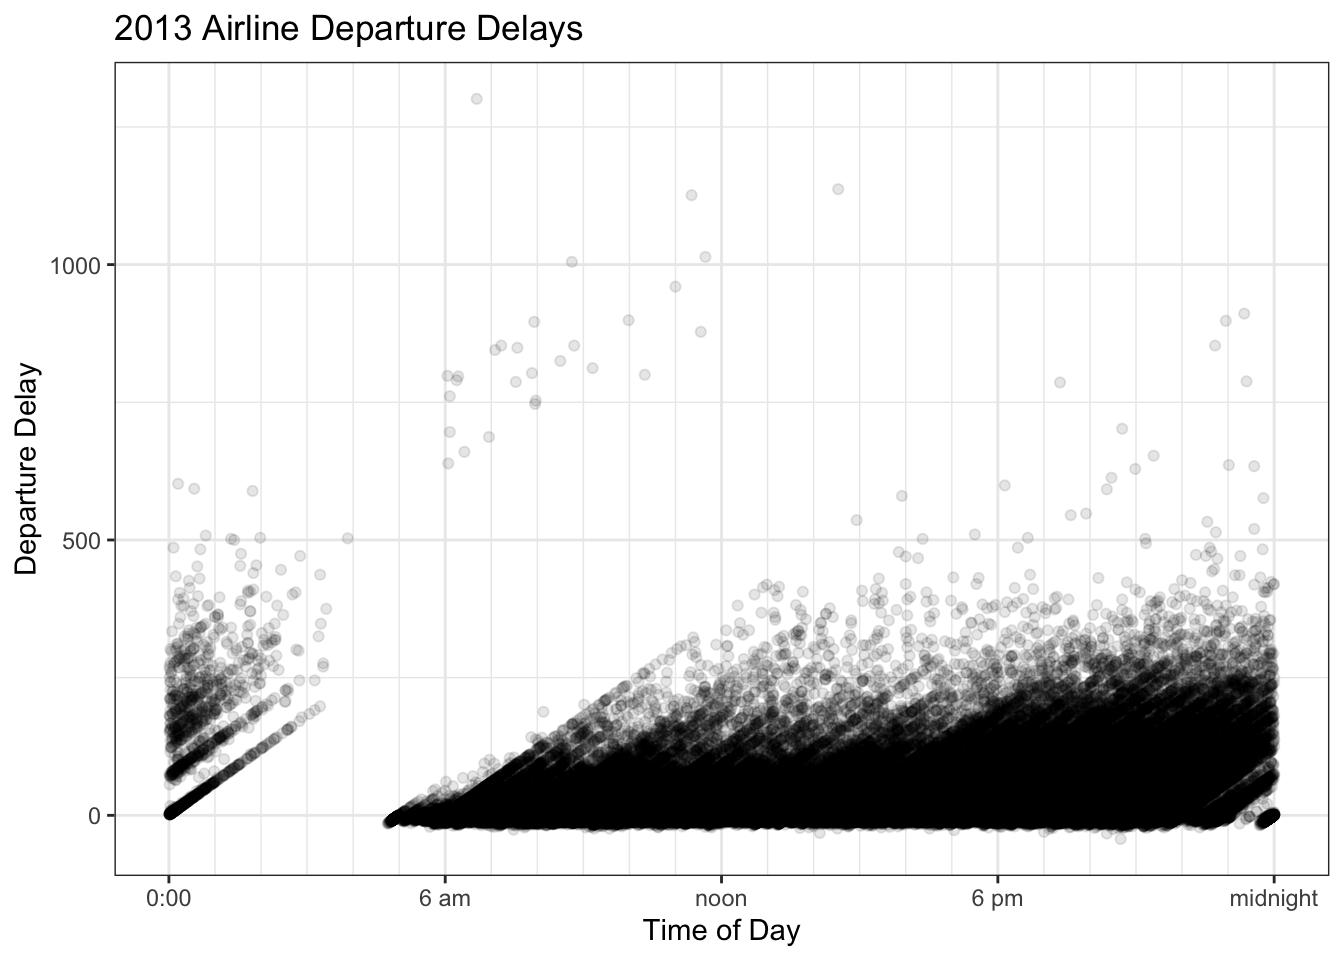 2013 Airline Departure Delays
Departure Delay
1000
500
0
0:00 6 am noon 6 pm midnight
Time of Day